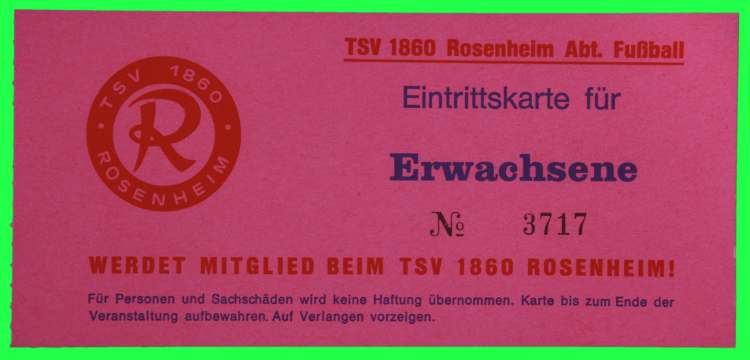 TSV 1860 Rosenheim Abt. Fußball
TSV 1860
R
ROSENHEIM
Eintrittskarte für
Erwachsene
№ 3717
WERDET MITGLIED BEIM TSV 1860 ROSENHEIM!
Für Personen und Sachschäden wird keine Haftung übernommen. Karte bis zum Ende der
Veranstaltung aufbewahren. Auf Verlangen vorzeigen.